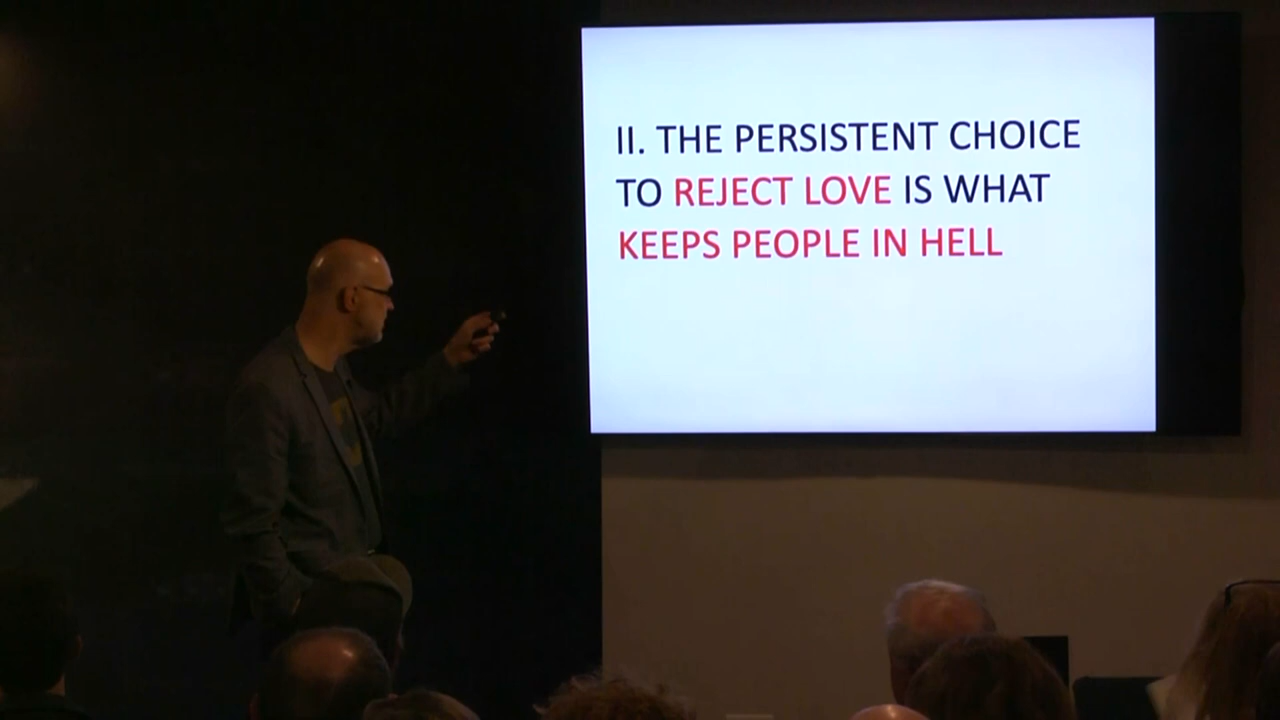 II. THE PERSISTENT CHOICE
TO REJECT LOVE IS WHAT
KEEPS PEOPLE IN HELL